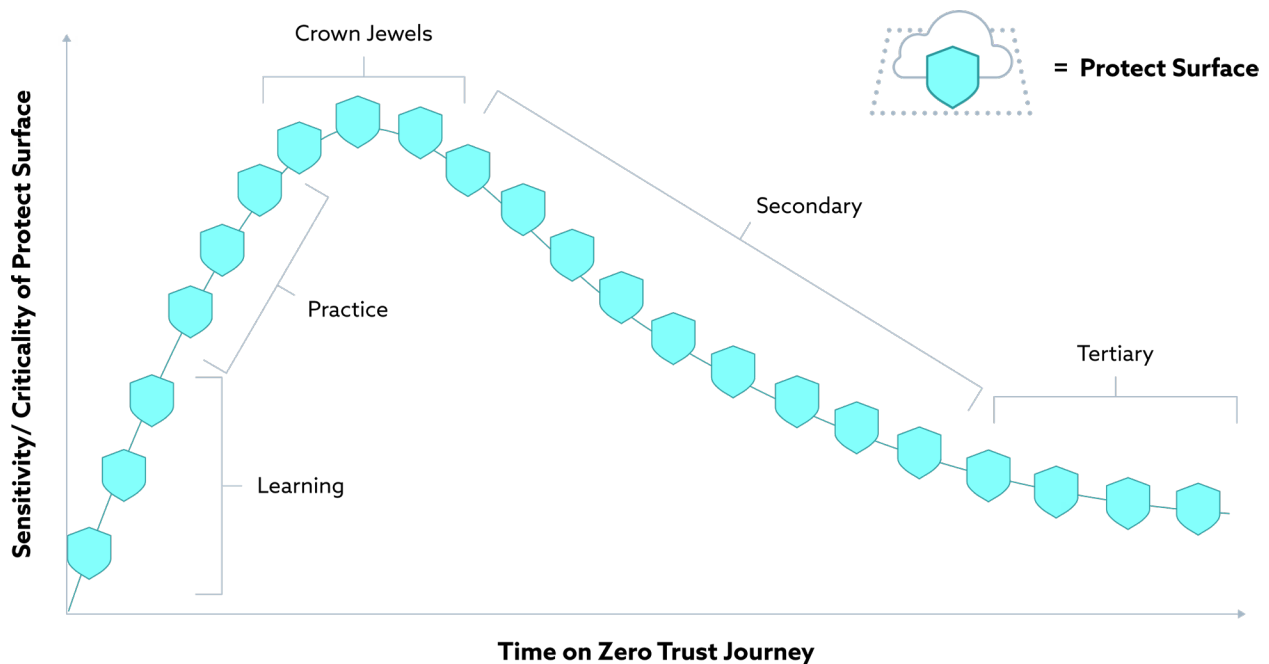 Crown Jewels
= Protect Surface
Secondary
Practice
Tertiary
Learning
Sensitivity/ Criticality of Protect Surface
Time on Zero Trust Journey